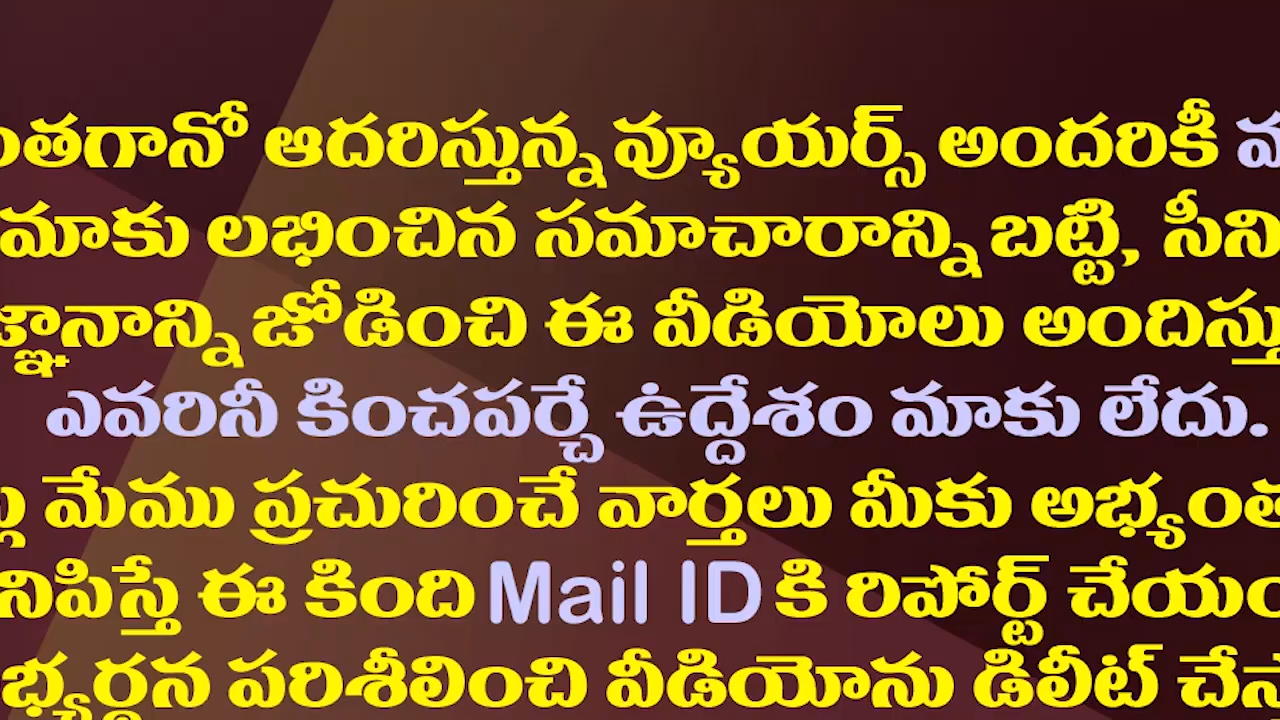 ంతగానో ఆదరిస్తున్న వ్యూయర్స్ అందరికీ
మాకు లభించిన సమాచారాన్ని బట్టి, సీని
జ్ఞానాన్ని జోడించి ఈ వీడియోలు అందిస్తు
ఎవరినీ కించపర్చే ఉద్దేశం మాకు లేదు.
మేము ప్రచురించే వార్తలు మీకు అభ్యంత
నిపిస్తే ఈ కింది Mail ID కి రిపోర్ట్ చేయం
భ్యర్థన పరిశీలించి వీడియోను డిలీట్ చేస